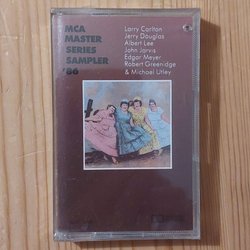 MCA
MASTER
SERIES
SAMPLER
'86
Larry Carlton
Jerry Douglas
Albert Lee
John Jarvis
Edgar Meyer
Robert Greenidge
& Michael Utley